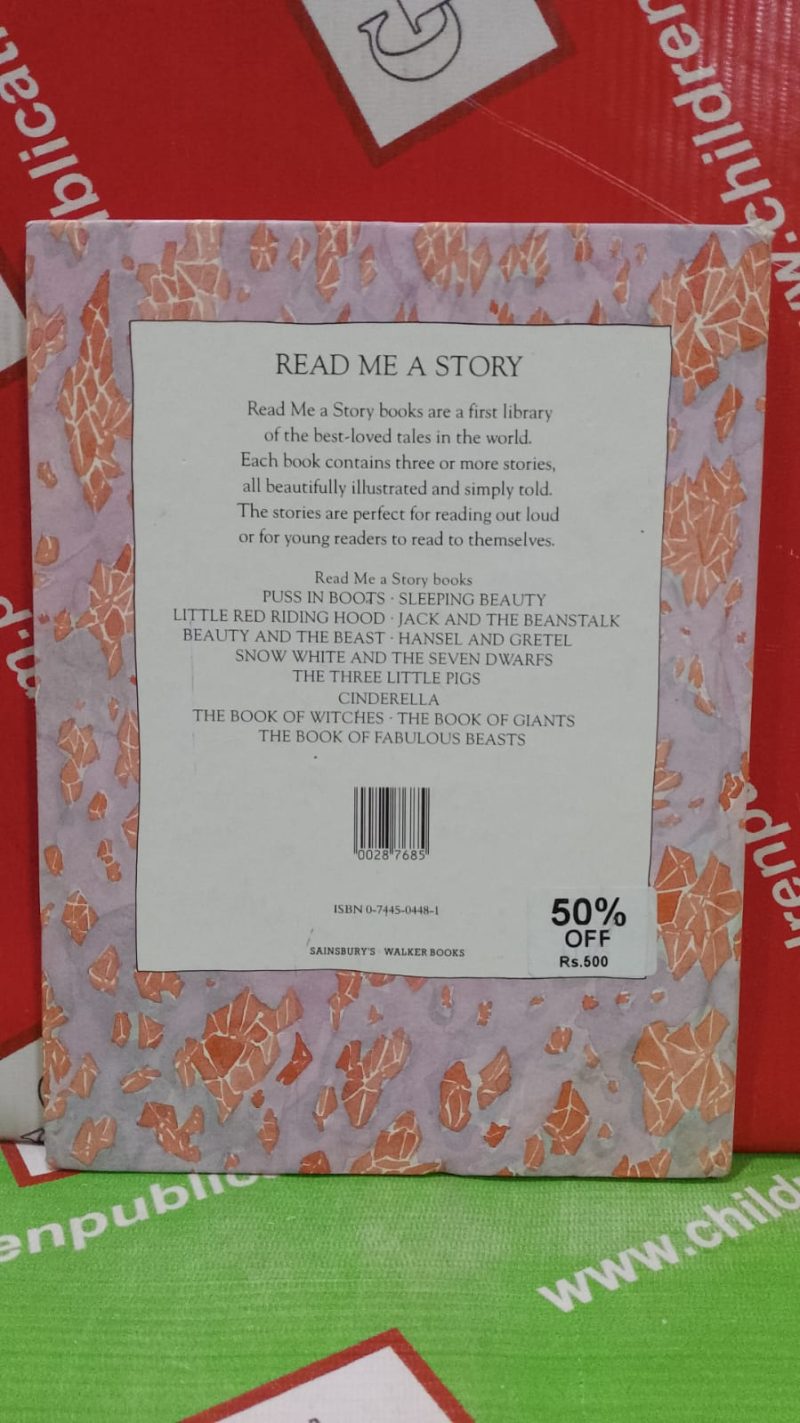 G
blicati
w.children
READ ME A STORY
Read Me a Story books are a first library
of the best-loved tales in the world.
Each book contains three or more stories,
all beautifully illustrated and simply told.
The stories are perfect for reading out loud
or for young readers to read to themselves.
Read Me a Story books
PUSS IN BOOTS · SLEEPING BEAUTY
LITTLE RED RIDING HOOD · JACK AND THE BEANSTALK
BEAUTY AND THE BEAST · HANSEL AND GRETEL
SNOW WHITE AND THE SEVEN DWARFS
THE THREE LITTLE PIGS
CINDERELLA
THE BOOK OF WITCHES · THE BOOK OF GIANTS
THE BOOK OF FABULOUS BEASTS
00287685
ISBN 0-7445-0448-1
SAINSBURY'S · WALKER BOOKS
50%
OFF
Rs.500
renpu
enpublic
www.child